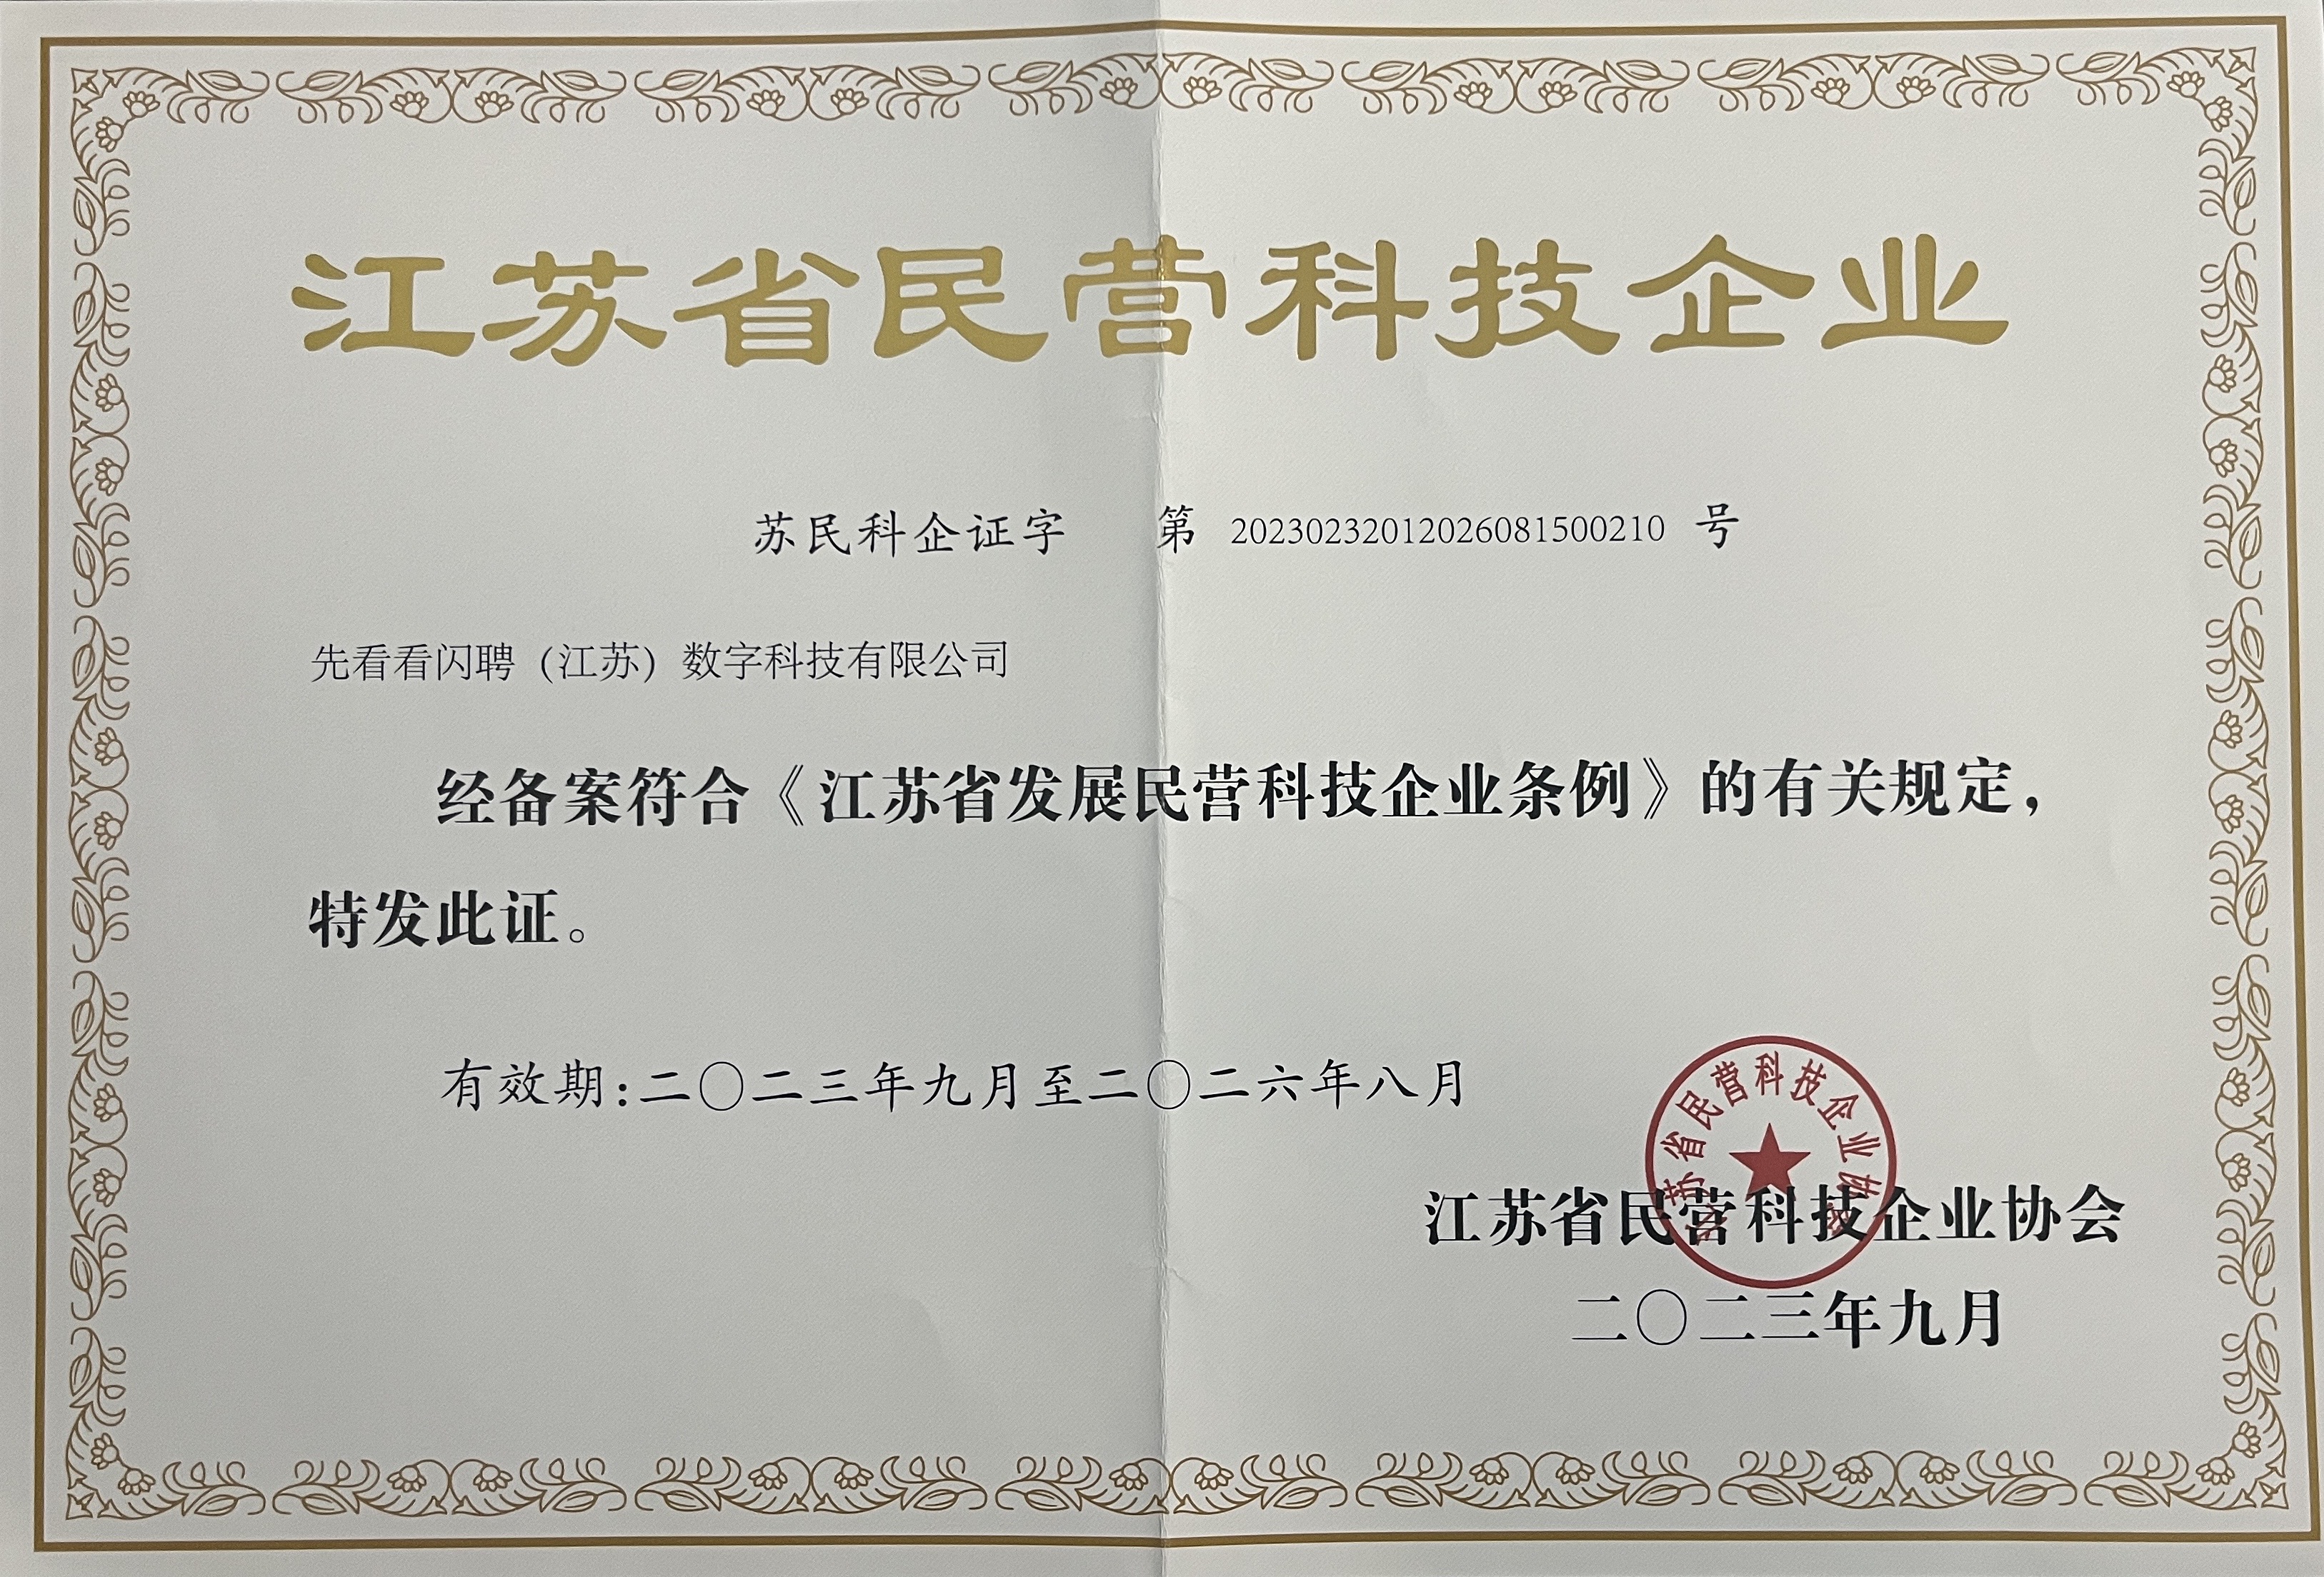 江苏省民营科技企业
苏民科企证字 第 20230232012026081500210 号
先看看闪聘（江苏）数字科技有限公司
经备案符合《江苏省发展民营科技企业条例》的有关规定，
特发此证。
有效期:二〇二三年九月至二〇二六年八月
苏省民营科技企业协
江苏省民营科技企业协会
二〇二三年九月